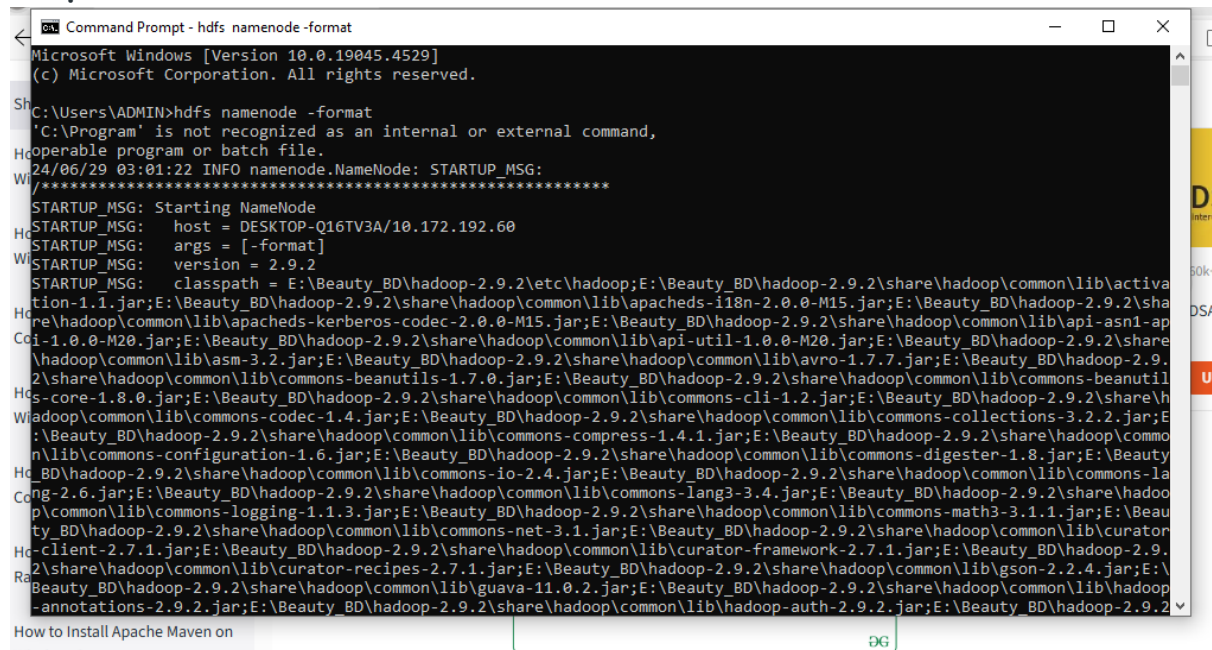 Command Prompt - hdfs  namenode -format
Microsoft Windows [Version 10.0.19045.4529]
(c) Microsoft Corporation. All rights reserved.
C:\Users\ADMIN>hdfs namenode -format
'C:\Program' is not recognized as an internal or external command,
operable program or batch file.
24/06/29 03:01:22 INFO namenode.NameNode: STARTUP_MSG:
/************************************************************
STARTUP_MSG: Starting NameNode
STARTUP_MSG:   host = DESKTOP-Q16TV3A/10.172.192.60
STARTUP_MSG:   args = [-format]
STARTUP_MSG:   version = 2.9.2
STARTUP_MSG:   classpath = E:\Beauty_BD\hadoop-2.9.2\etc\hadoop;E:\Beauty_BD\hadoop-2.9.2\share\hadoop\common\lib\activa
tion-1.1.jar;E:\Beauty_BD\hadoop-2.9.2\share\hadoop\common\lib\apacheds-i18n-2.0.0-M15.jar;E:\Beauty_BD\hadoop-2.9.2\sha
re\hadoop\common\lib\apacheds-kerberos-codec-2.0.0-M15.jar;E:\Beauty_BD\hadoop-2.9.2\share\hadoop\common\lib\api-asn1-ap
i-1.0.0-M20.jar;E:\Beauty_BD\hadoop-2.9.2\share\hadoop\common\lib\api-util-1.0.0-M20.jar;E:\Beauty_BD\hadoop-2.9.2\share
\hadoop\common\lib\asm-3.2.jar;E:\Beauty_BD\hadoop-2.9.2\share\hadoop\common\lib\avro-1.7.7.jar;E:\Beauty_BD\hadoop-2.9.
2\share\hadoop\common\lib\commons-beanutils-1.7.0.jar;E:\Beauty_BD\hadoop-2.9.2\share\hadoop\common\lib\commons-beanutil
s-core-1.8.0.jar;E:\Beauty_BD\hadoop-2.9.2\share\hadoop\common\lib\commons-cli-1.2.jar;E:\Beauty_BD\hadoop-2.9.2\share\h
adoop\common\lib\commons-codec-1.4.jar;E:\Beauty_BD\hadoop-2.9.2\share\hadoop\common\lib\commons-collections-3.2.2.jar;E
:\Beauty_BD\hadoop-2.9.2\share\hadoop\common\lib\commons-compress-1.4.1.jar;E:\Beauty_BD\hadoop-2.9.2\share\hadoop\commo
n\lib\commons-configuration-1.6.jar;E:\Beauty_BD\hadoop-2.9.2\share\hadoop\common\lib\commons-digester-1.8.jar;E:\Beauty
_BD\hadoop-2.9.2\share\hadoop\common\lib\commons-io-2.4.jar;E:\Beauty_BD\hadoop-2.9.2\share\hadoop\common\lib\commons-la
ng-2.6.jar;E:\Beauty_BD\hadoop-2.9.2\share\hadoop\common\lib\commons-lang3-3.4.jar;E:\Beauty_BD\hadoop-2.9.2\share\hadoo
p\common\lib\commons-logging-1.1.3.jar;E:\Beauty_BD\hadoop-2.9.2\share\hadoop\common\lib\commons-math3-3.1.1.jar;E:\Beau
ty_BD\hadoop-2.9.2\share\hadoop\common\lib\commons-net-3.1.jar;E:\Beauty_BD\hadoop-2.9.2\share\hadoop\common\lib\curator
-client-2.7.1.jar;E:\Beauty_BD\hadoop-2.9.2\share\hadoop\common\lib\curator-framework-2.7.1.jar;E:\Beauty_BD\hadoop-2.9.
2\share\hadoop\common\lib\curator-recipes-2.7.1.jar;E:\Beauty_BD\hadoop-2.9.2\share\hadoop\common\lib\gson-2.2.4.jar;E:\
Beauty_BD\hadoop-2.9.2\share\hadoop\common\lib\guava-11.0.2.jar;E:\Beauty_BD\hadoop-2.9.2\share\hadoop\common\lib\hadoop
-annotations-2.9.2.jar;E:\Beauty_BD\hadoop-2.9.2\share\hadoop\common\lib\hadoop-auth-2.9.2.jar;E:\Beauty_BD\hadoop-2.9.2
How to Install Apache Maven on